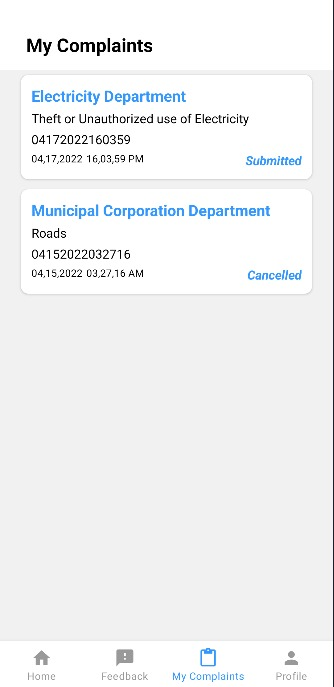 My Complaints
Electricity Department
Theft or Unauthorized use of Electricity
04172022160359
04,17,2022 16,03,59 PM
Submitted
Municipal Corporation Department
Roads
04152022032716
04,15,2022 03,27,16 AM
Cancelled
Home
Feedback
My Complaints
Profile